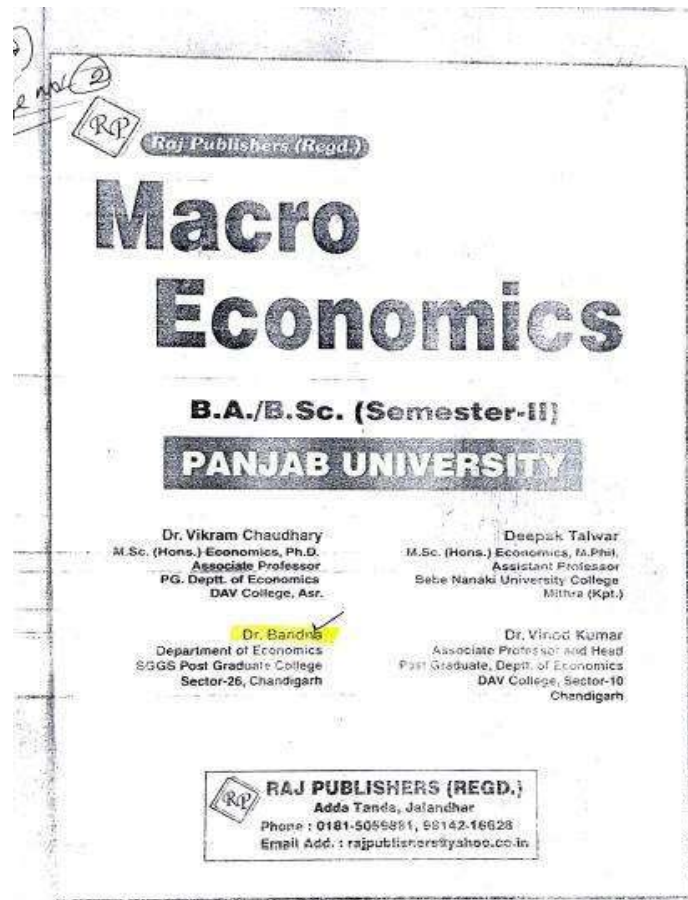 2
RP
Raj Publishers (Regd.)
Macro
Economics
B.A./B.Sc. (Semester-II)
PANJAB UNIVERSITY
Dr. Vikram Chaudhary
M.Sc. (Hons.) Economics, Ph.D.
Associate Professor
PG. Deptt. of Economics
DAV College, Asr.
Deepak Talwar
M.Sc. (Hons.) Economics, M.Phil.
Assistant Professor
Bebe Nanaki University College
Mithra (Kpt.)
Dr. Bandna
Department of Economics
SGGS Post Graduate College
Sector-26, Chandigarh
Dr. Vinod Kumar
Associate Professor and Head
Post Graduate, Deptt. of Economics
DAV College, Sector-10
Chandigarh
RP
RAJ PUBLISHERS (REGD.)
Adda Tanda, Jalandhar
Phone : 0181-5059881, 98142-16628
Email Add. : rajpublishers@yahoo.co.in